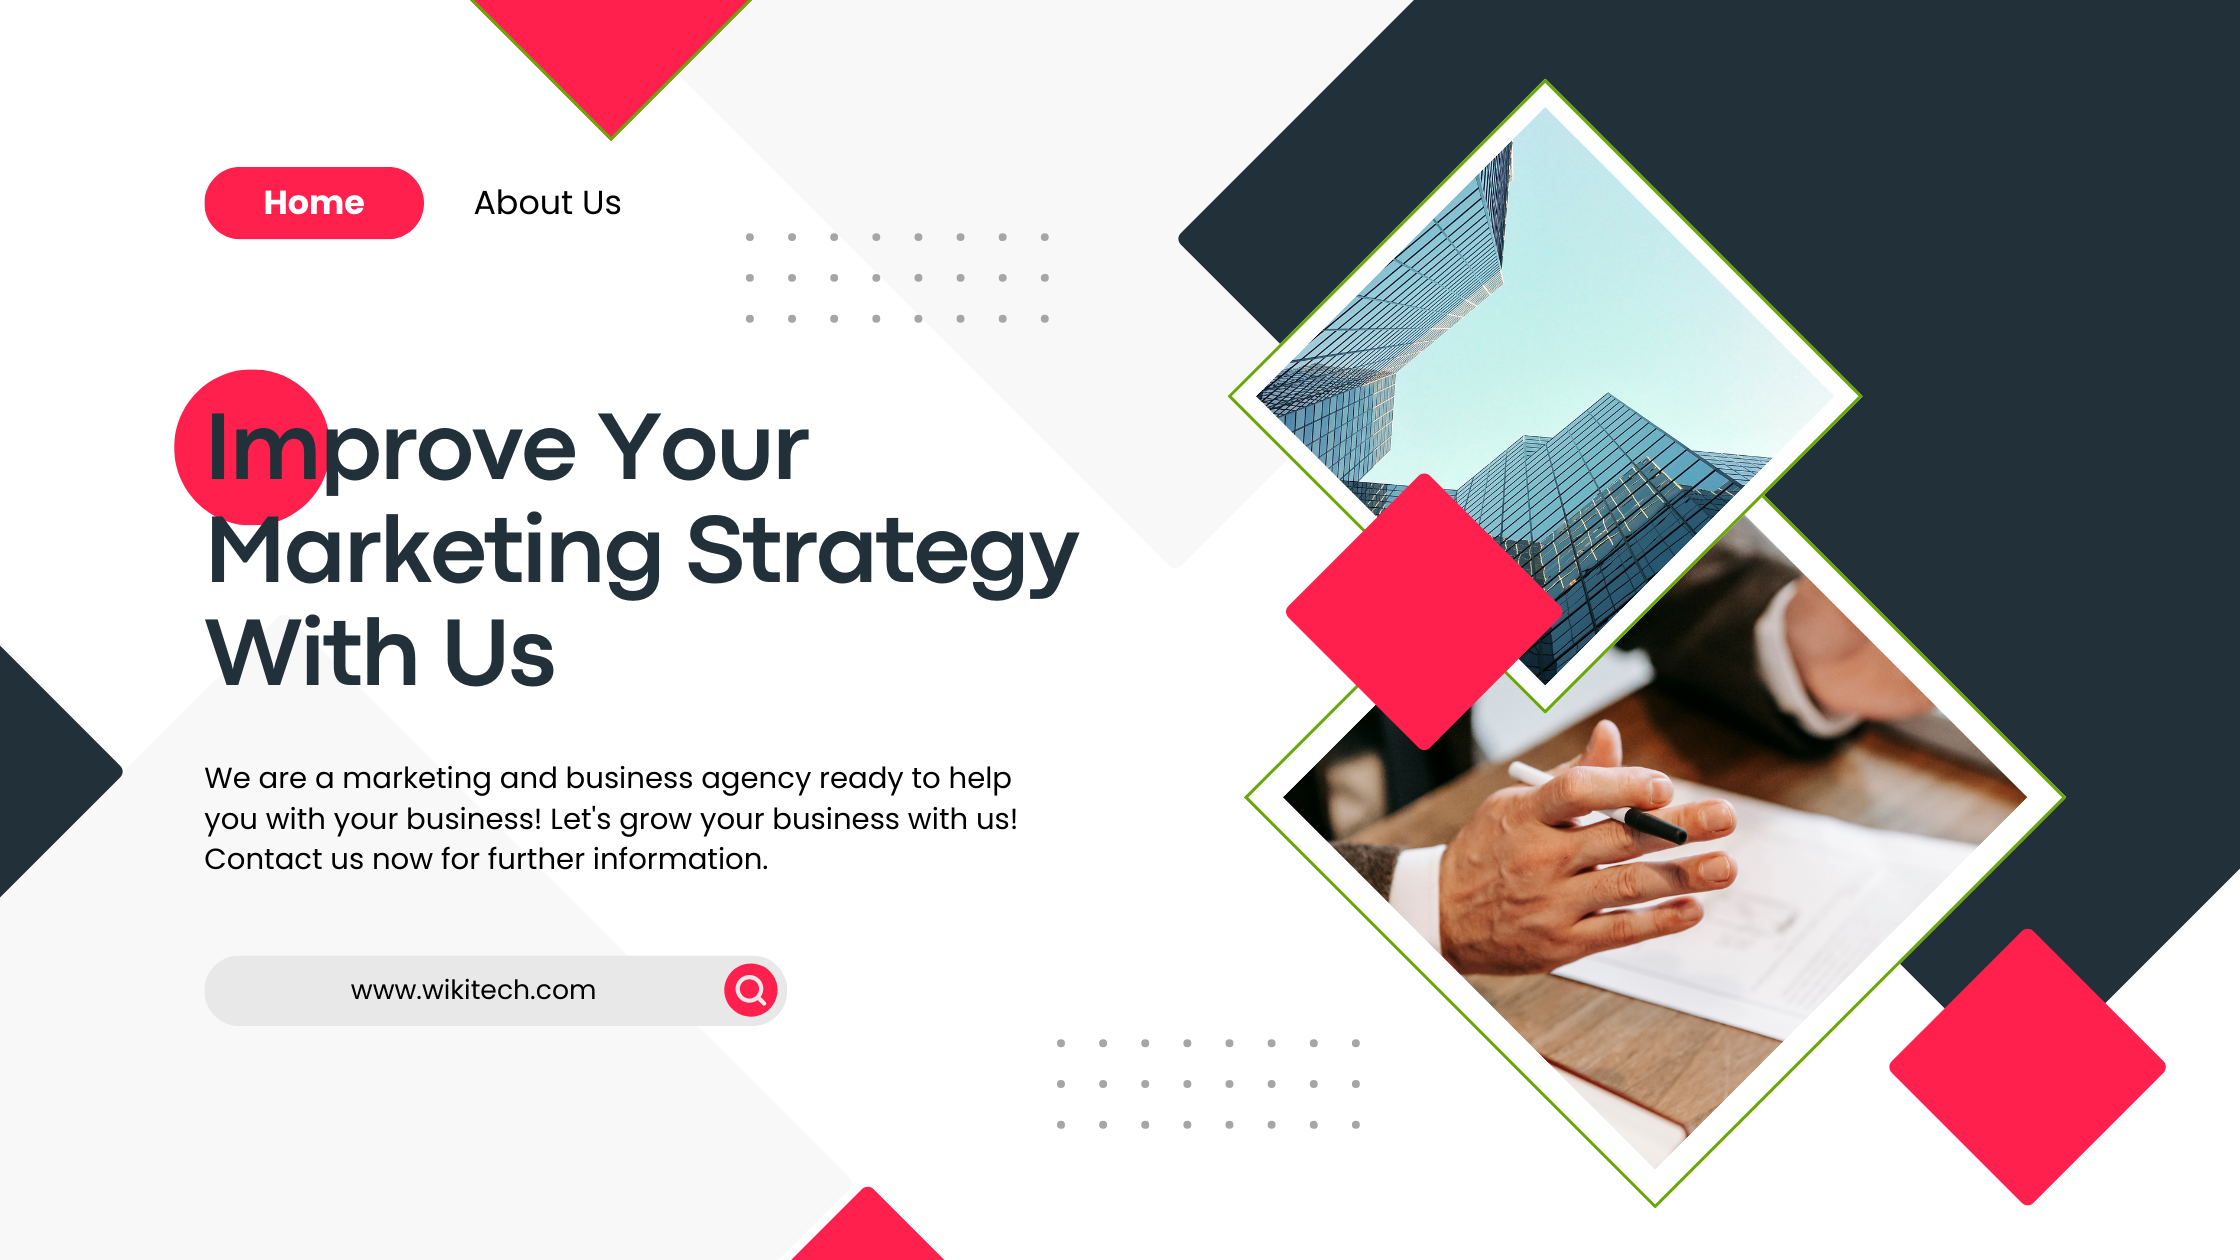 Home About Us
Improve Your
Marketing Strategy
With Us
We are a marketing and business agency ready to help
you with your business! Let's grow your business with us!
Contact us now for further information.
www.wikitech.com